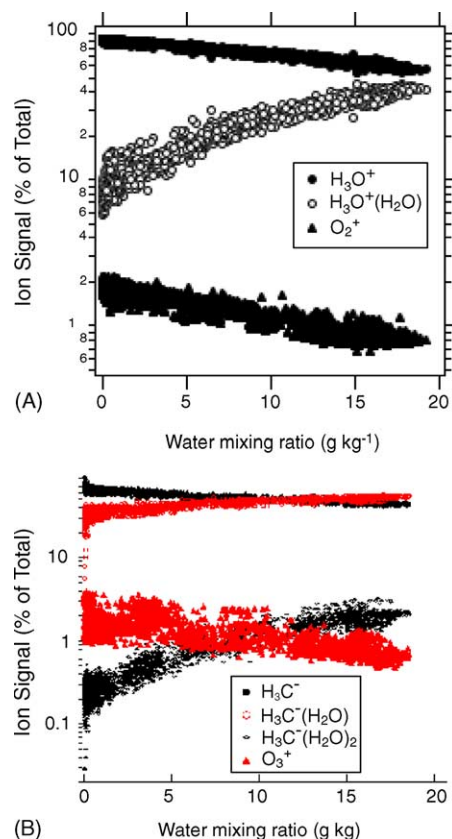 Ion Signal (% of Total)
100
8
6
4
2
10
8
6
4
2
1
8
6
H₃O⁺
H₃O⁺(H₂O)
O₂⁺
0 5 10 15 20
(A)
Water mixing ratio (g kg⁻¹)
Ion Signal (% of Total)
10
1
0.1
H₃C⁻
H₃C⁻(H₂O)
H₃C⁻(H₂O)₂
O₃⁺
0 5 10 15 20
(B)
Water mixing ratio (g kg)